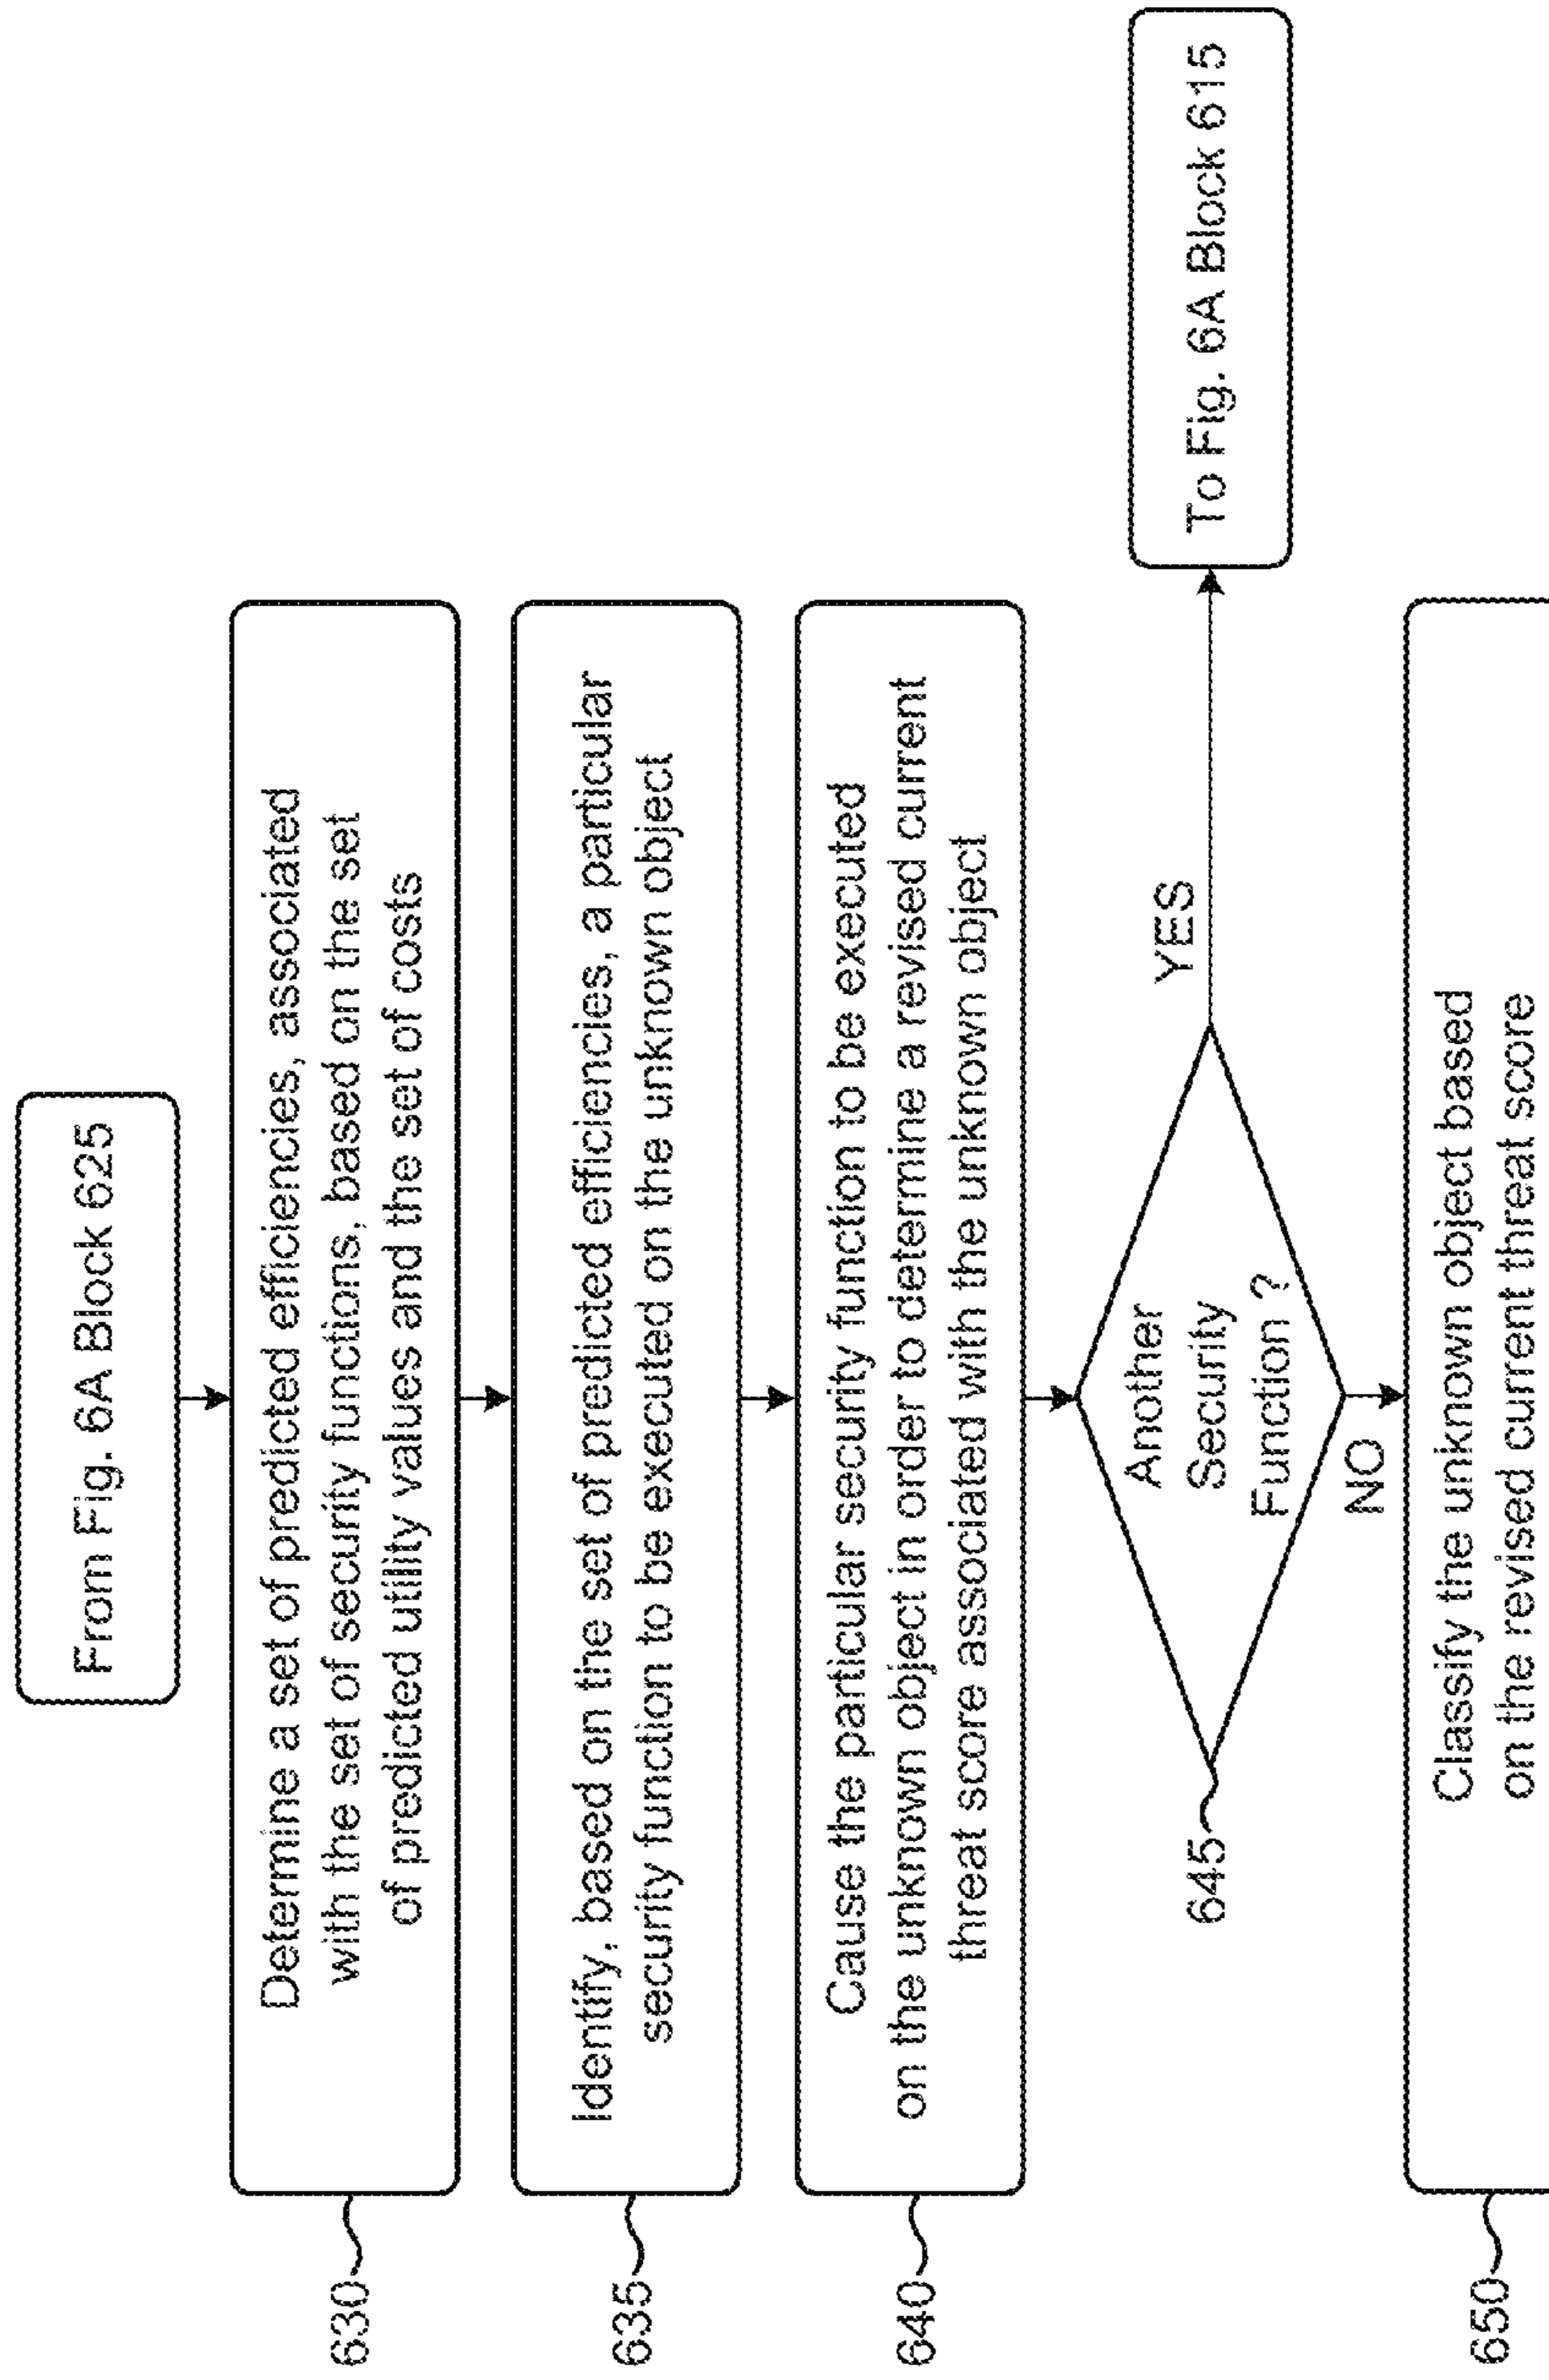 From Fig. 6A Block 625
630
Determine a set of predicted efficiencies, associated
with the set of security functions, based on the set
of predicted utility values and the set of costs
635
Identify, based on the set of predicted efficiencies, a particular
security function to be executed on the unknown object
640
Cause the particular security function to be executed
on the unknown object in order to determine a revised current
threat score associated with the unknown object
645
Another
Security
Function ?
YES
To Fig. 6A Block 615
NO
650
Classify the unknown object based
on the revised current threat score